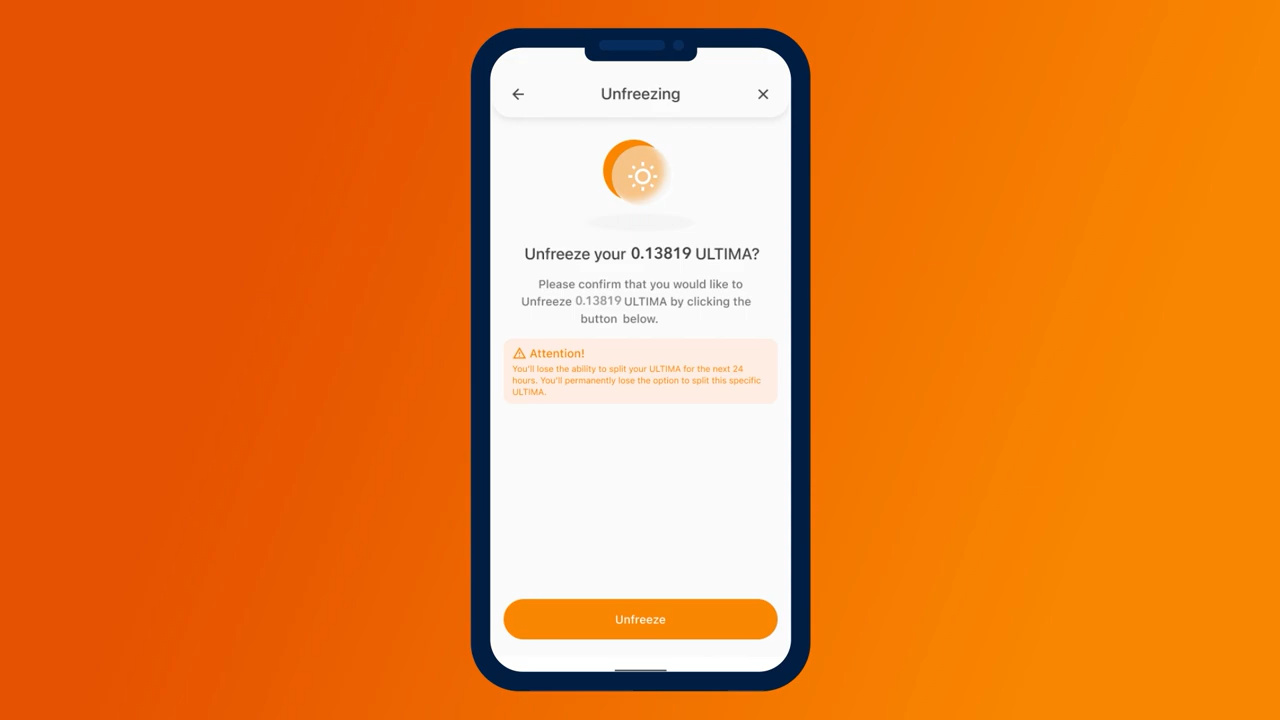 Unfreezing
Unfreeze your 0.13819 ULTIMA?
Please confirm that you would like to
Unfreeze 0.13819 ULTIMA by clicking the
button below.
Attention!
You'll lose the ability to split your ULTIMA for the next 24
hours. You'll permanently lose the option to split this specific
ULTIMA.
Unfreeze